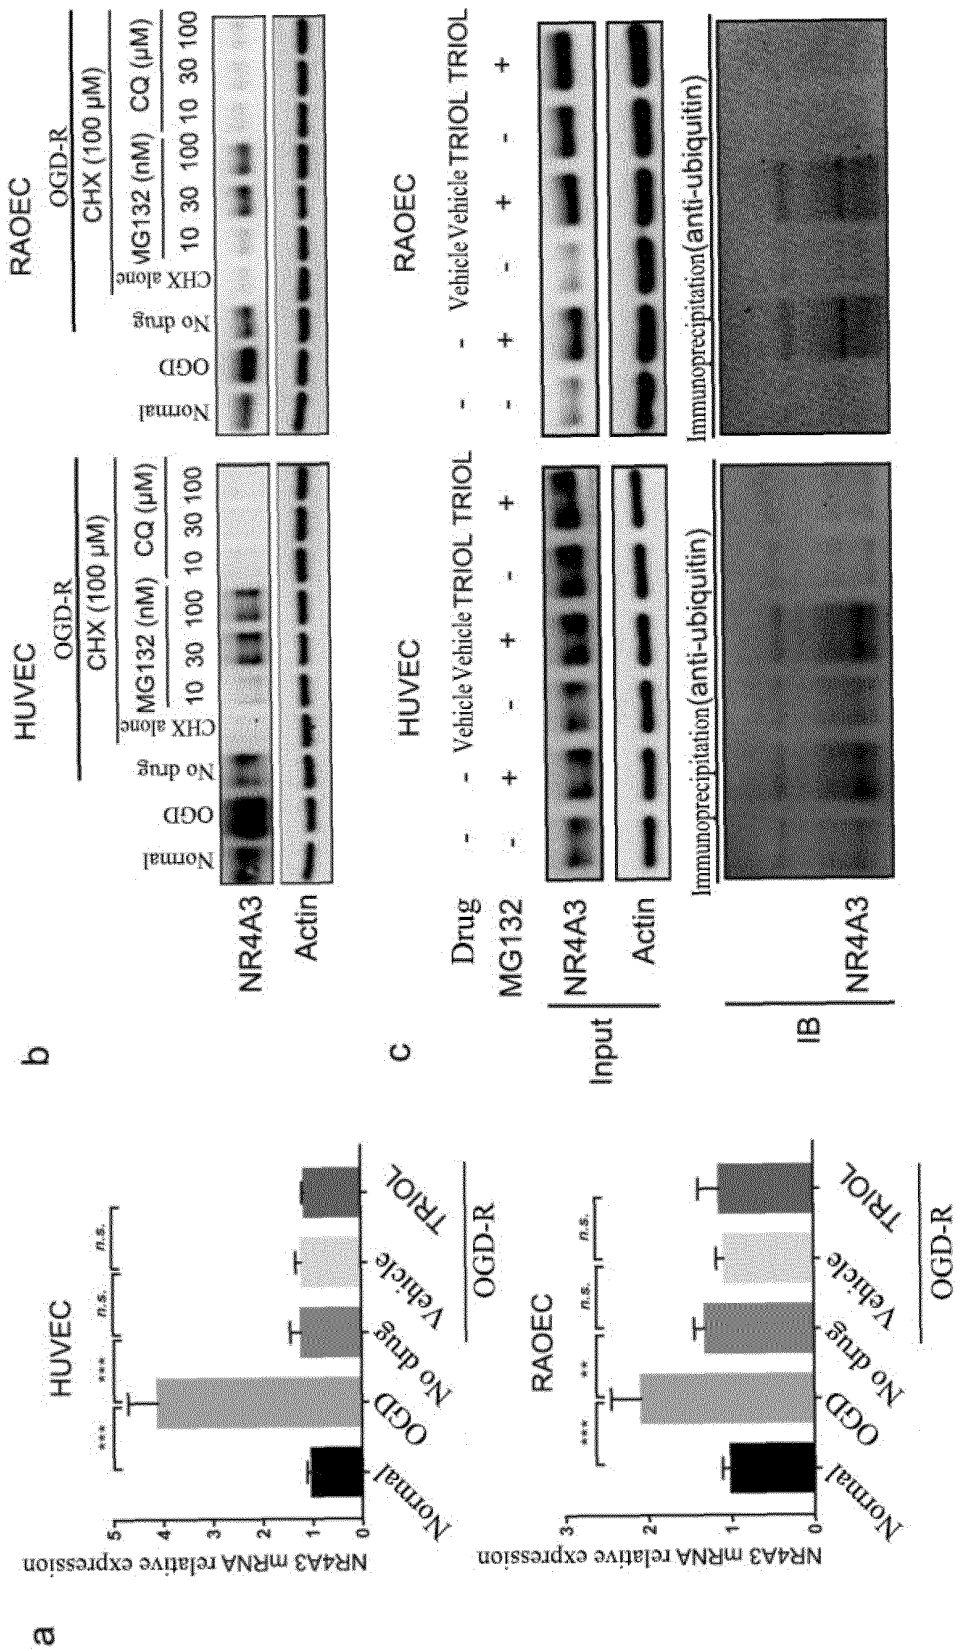 a
HUVEC
NR4A3 mRNA relative expression
5
4
3
2
1
0
***
***
n.s.
n.s.
Normal
OGD
No drug
Vehicle
TRIOL
OGD-R
RAOEC
NR4A3 mRNA relative expression
3
2
1
0
***
**
n.s.
n.s.
Normal
OGD
No drug
Vehicle
TRIOL
OGD-R
b
HUVEC
OGD-R
CHX (100 µM)
MG132 (nM) CQ (µM)
Normal OGD No drug CHX alone 10 30 100 10 30 100
NR4A3
Actin
RAOEC
OGD-R
CHX (100 µM)
MG132 (nM) CQ (µM)
Normal OGD No drug CHX alone 10 30 100 10 30 100
c
HUVEC
Drug - - Vehicle Vehicle TRIOL TRIOL
MG132 - + - + - +
Input
NR4A3
Actin
Immunoprecipitation(anti-ubiquitin)
IB
NR4A3
RAOEC
- - Vehicle Vehicle TRIOL TRIOL
- + - + - +
Immunoprecipitation(anti-ubiquitin)